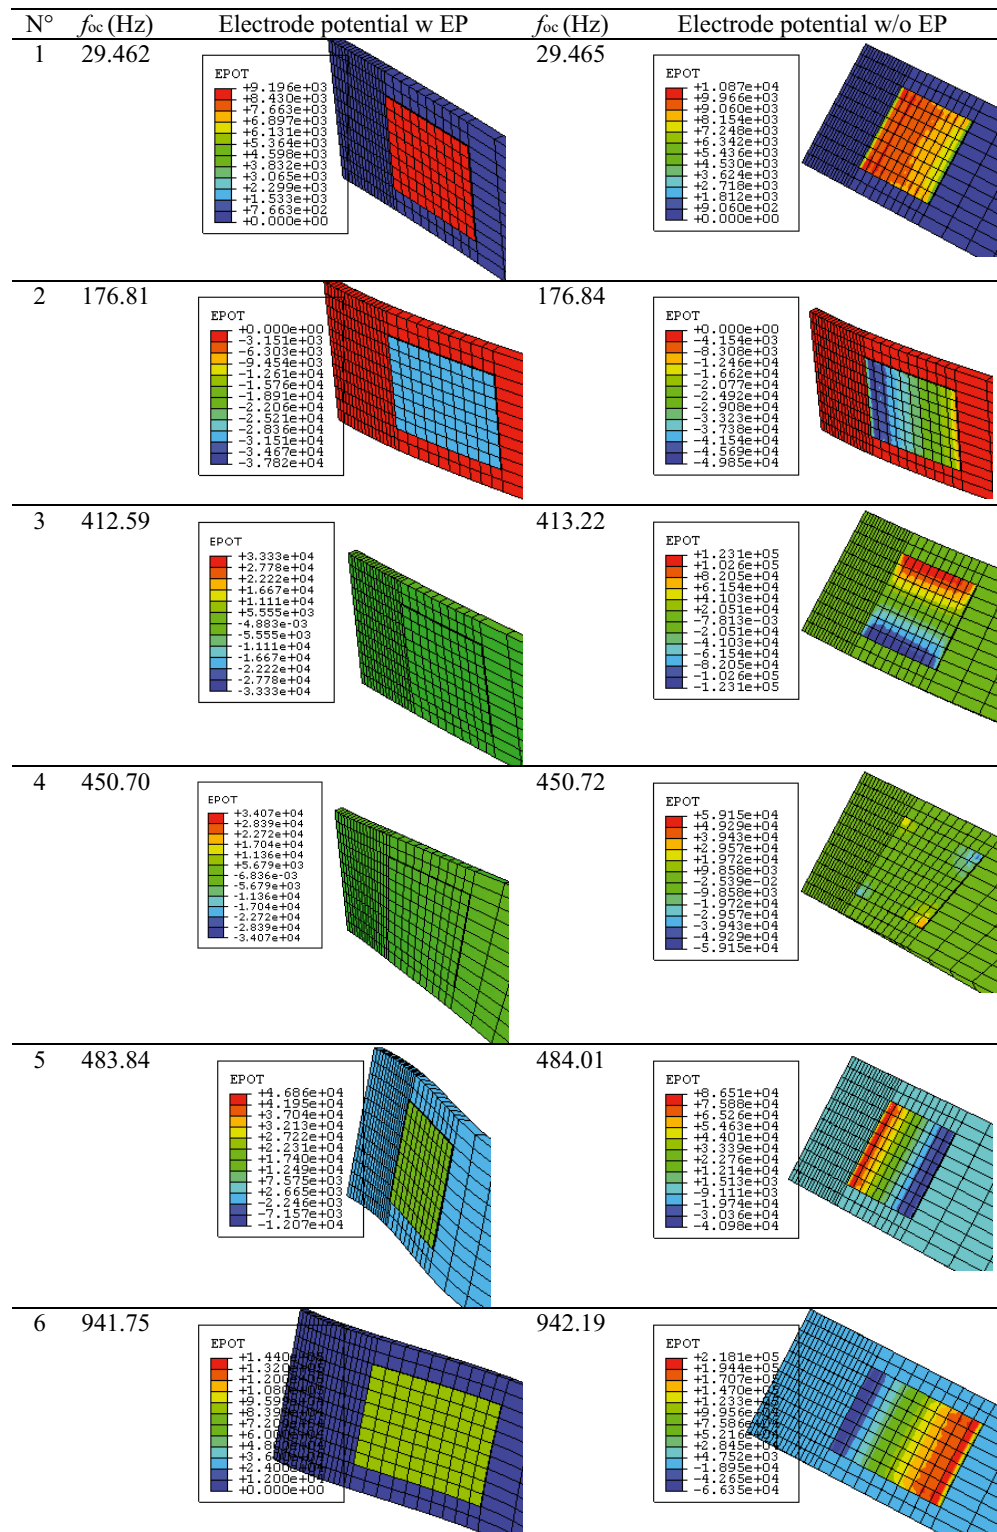 N° foc (Hz) Electrode potential w EP foc (Hz) Electrode potential w/o EP
1 29.462 29.465
EPOT
+9.196e+03
+8.430e+03
+7.663e+03
+6.897e+03
+6.131e+03
+5.364e+03
+4.598e+03
+3.832e+03
+3.065e+03
+2.299e+03
+1.533e+03
+7.663e+02
+0.000e+00
EPOT
+1.087e+04
+9.966e+03
+9.060e+03
+8.154e+03
+7.248e+03
+6.342e+03
+5.436e+03
+4.530e+03
+3.624e+03
+2.718e+03
+1.812e+03
+9.060e+02
+0.000e+00
2 176.81 176.84
EPOT
+0.000e+00
-3.151e+03
-6.303e+03
-9.454e+03
-1.261e+04
-1.576e+04
-1.891e+04
-2.206e+04
-2.521e+04
-2.836e+04
-3.151e+04
-3.467e+04
-3.782e+04
EPOT
+0.000e+00
-4.154e+03
-8.308e+03
-1.246e+04
-1.662e+04
-2.077e+04
-2.492e+04
-2.908e+04
-3.323e+04
-3.738e+04
-4.154e+04
-4.569e+04
-4.985e+04
3 412.59 413.22
EPOT
+3.333e+04
+2.778e+04
+2.222e+04
+1.667e+04
+1.111e+04
+5.555e+03
-4.883e-03
-5.555e+03
-1.111e+04
-1.667e+04
-2.222e+04
-2.778e+04
-3.333e+04
EPOT
+1.231e+05
+1.026e+05
+8.205e+04
+6.154e+04
+4.103e+04
+2.051e+04
-7.813e-03
-2.051e+04
-4.103e+04
-6.154e+04
-8.205e+04
-1.026e+05
-1.231e+05
4 450.70 450.72
EPOT
+3.407e+04
+2.839e+04
+2.272e+04
+1.704e+04
+1.136e+04
+5.679e+03
-6.836e-03
-5.679e+03
-1.136e+04
-1.704e+04
-2.272e+04
-2.839e+04
-3.407e+04
EPOT
+5.915e+04
+4.929e+04
+3.943e+04
+2.957e+04
+1.972e+04
+9.858e+03
-2.539e-02
-9.858e+03
-1.972e+04
-2.957e+04
-3.943e+04
-4.929e+04
-5.915e+04
5 483.84 484.01
EPOT
+4.686e+04
+4.195e+04
+3.704e+04
+3.213e+04
+2.722e+04
+2.231e+04
+1.740e+04
+1.249e+04
+7.575e+03
+2.665e+03
-2.246e+03
-7.157e+03
-1.207e+04
EPOT
+8.651e+04
+7.588e+04
+6.526e+04
+5.463e+04
+4.401e+04
+3.339e+04
+2.276e+04
+1.214e+04
+1.513e+03
-9.111e+03
-1.974e+04
-3.036e+04
-4.098e+04
6 941.75 942.19
EPOT
+1.440e+05
+1.320e+05
+1.200e+05
+1.080e+05
+9.599e+04
+8.399e+04
+7.200e+04
+6.000e+04
+4.800e+04
+3.600e+04
+2.400e+04
+1.200e+04
+0.000e+00
EPOT
+2.181e+05
+1.944e+05
+1.707e+05
+1.470e+05
+1.233e+05
+9.956e+04
+7.586e+04
+5.216e+04
+2.845e+04
+4.752e+03
-1.895e+04
-4.265e+04
-6.635e+04